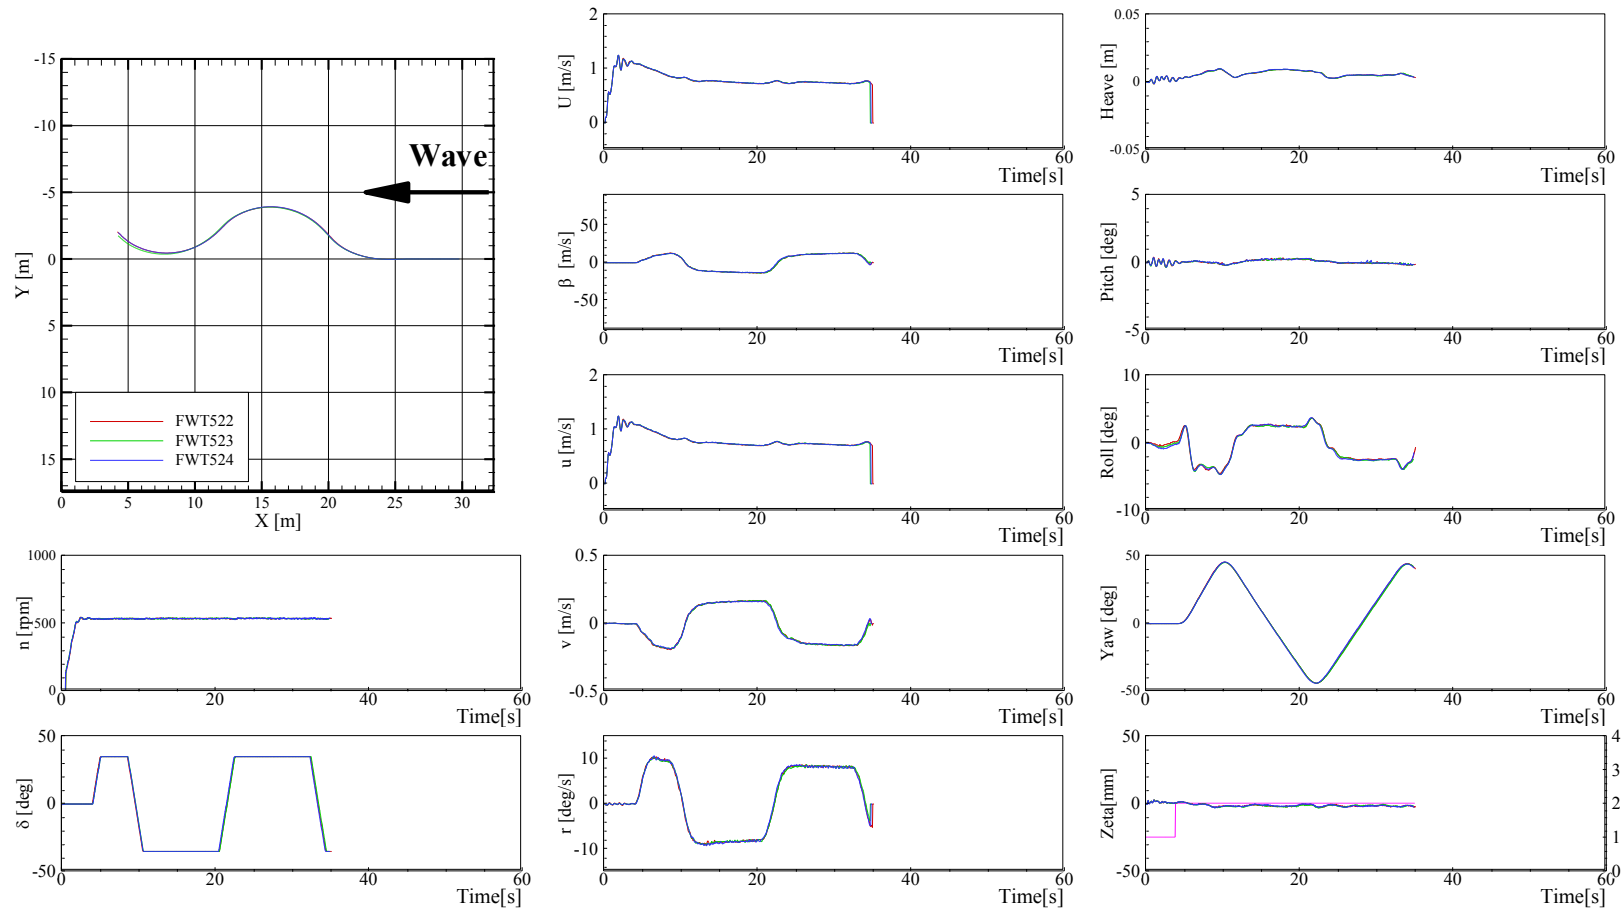 -15
-10
-5
0
5
10
15
Y [m]
Wave
FWT522
FWT523
FWT524
0 5 10 15 20 25 30
X [m]
2
1
0
U [m/s]
0 20 40 60
Time[s]
0.05
0
-0.05
Heave [m]
0 20 40 60
Time[s]
50
0
-50
β [m/s]
0 20 40 60
Time[s]
5
0
-5
Pitch [deg]
0 20 40 60
Time[s]
2
1
0
u [m/s]
0 20 40 60
Time[s]
10
0
-10
Roll [deg]
0 20 40 60
Time[s]
1000
500
0
n [rpm]
0 20 40 60
Time[s]
0.5
0
-0.5
v [m/s]
0 20 40 60
Time[s]
50
0
-50
Yaw [deg]
0 20 40 60
Time[s]
50
0
-50
δ [deg]
0 20 40 60
Time[s]
10
0
-10
r [deg/s]
0 20 40 60
Time[s]
50
0
-50
Zeta[mm]
4
3
2
1
0
0 20 40 60
Time[s]